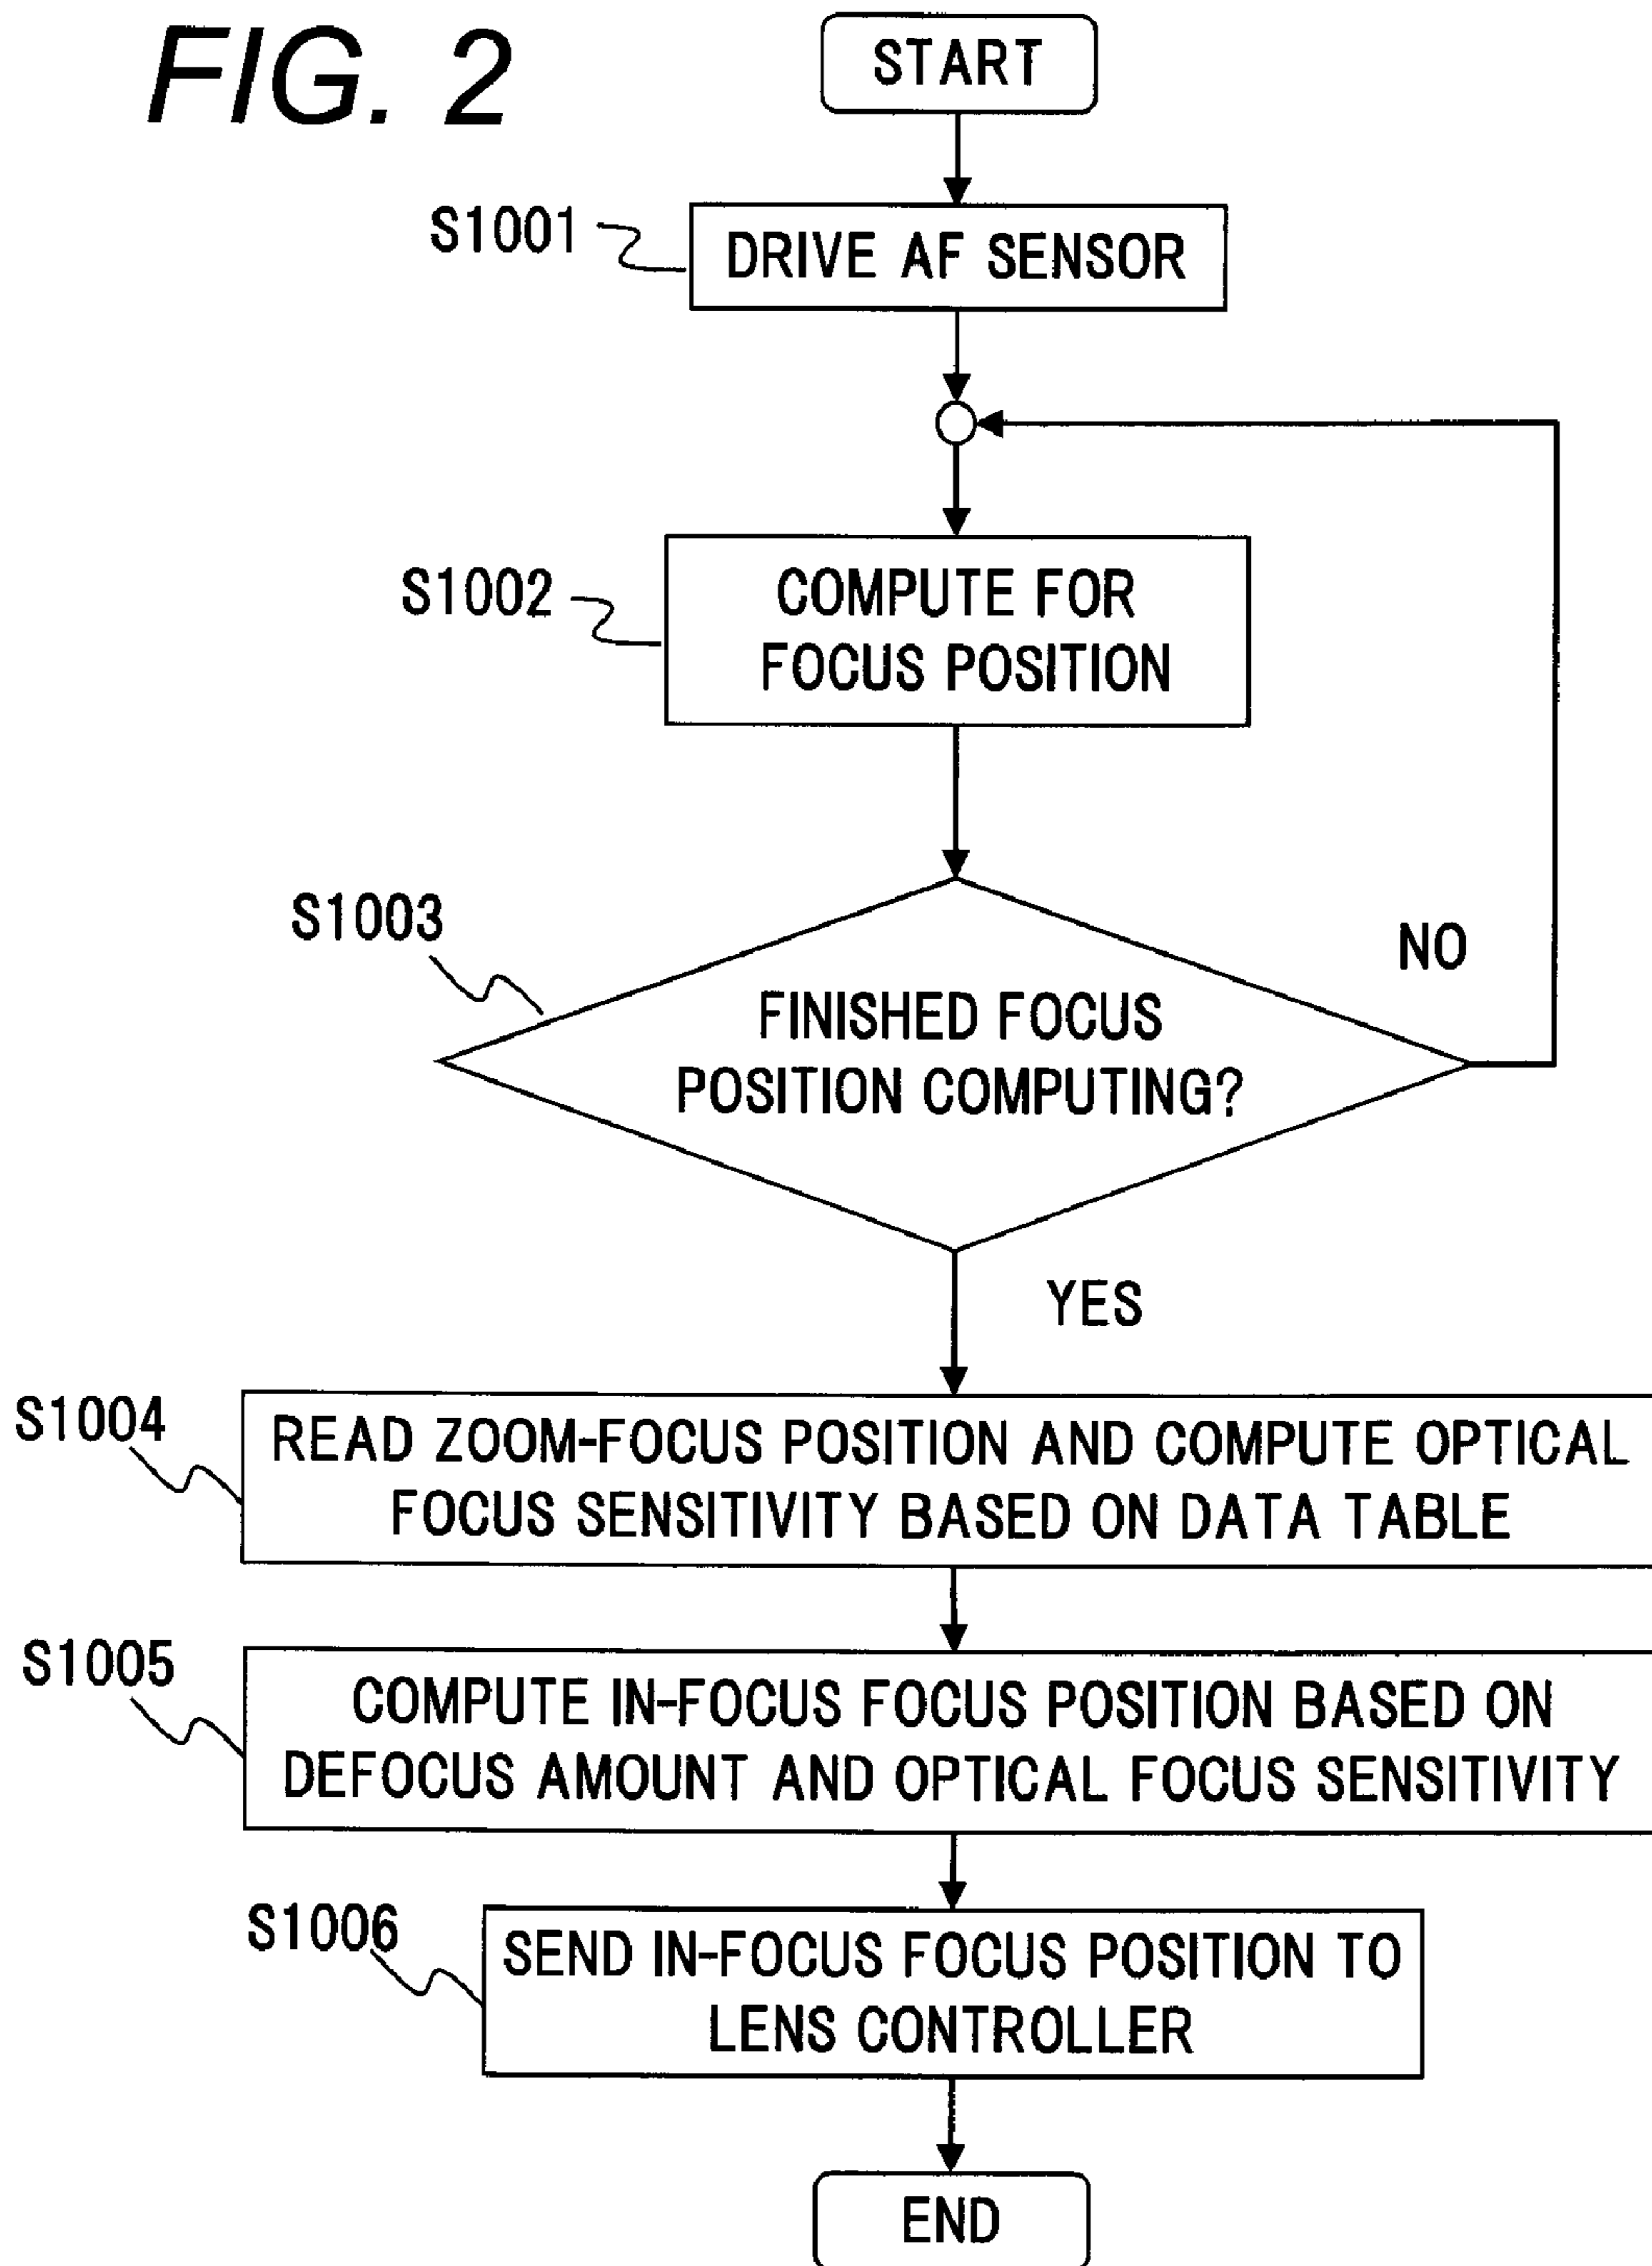 FIG. 2
START
S1001
DRIVE AF SENSOR
S1002
COMPUTE FOR
FOCUS POSITION
S1003
FINISHED FOCUS
POSITION COMPUTING?
NO
YES
S1004
READ ZOOM-FOCUS POSITION AND COMPUTE OPTICAL
FOCUS SENSITIVITY BASED ON DATA TABLE
S1005
COMPUTE IN-FOCUS FOCUS POSITION BASED ON
DEFOCUS AMOUNT AND OPTICAL FOCUS SENSITIVITY
S1006
SEND IN-FOCUS FOCUS POSITION TO
LENS CONTROLLER
END